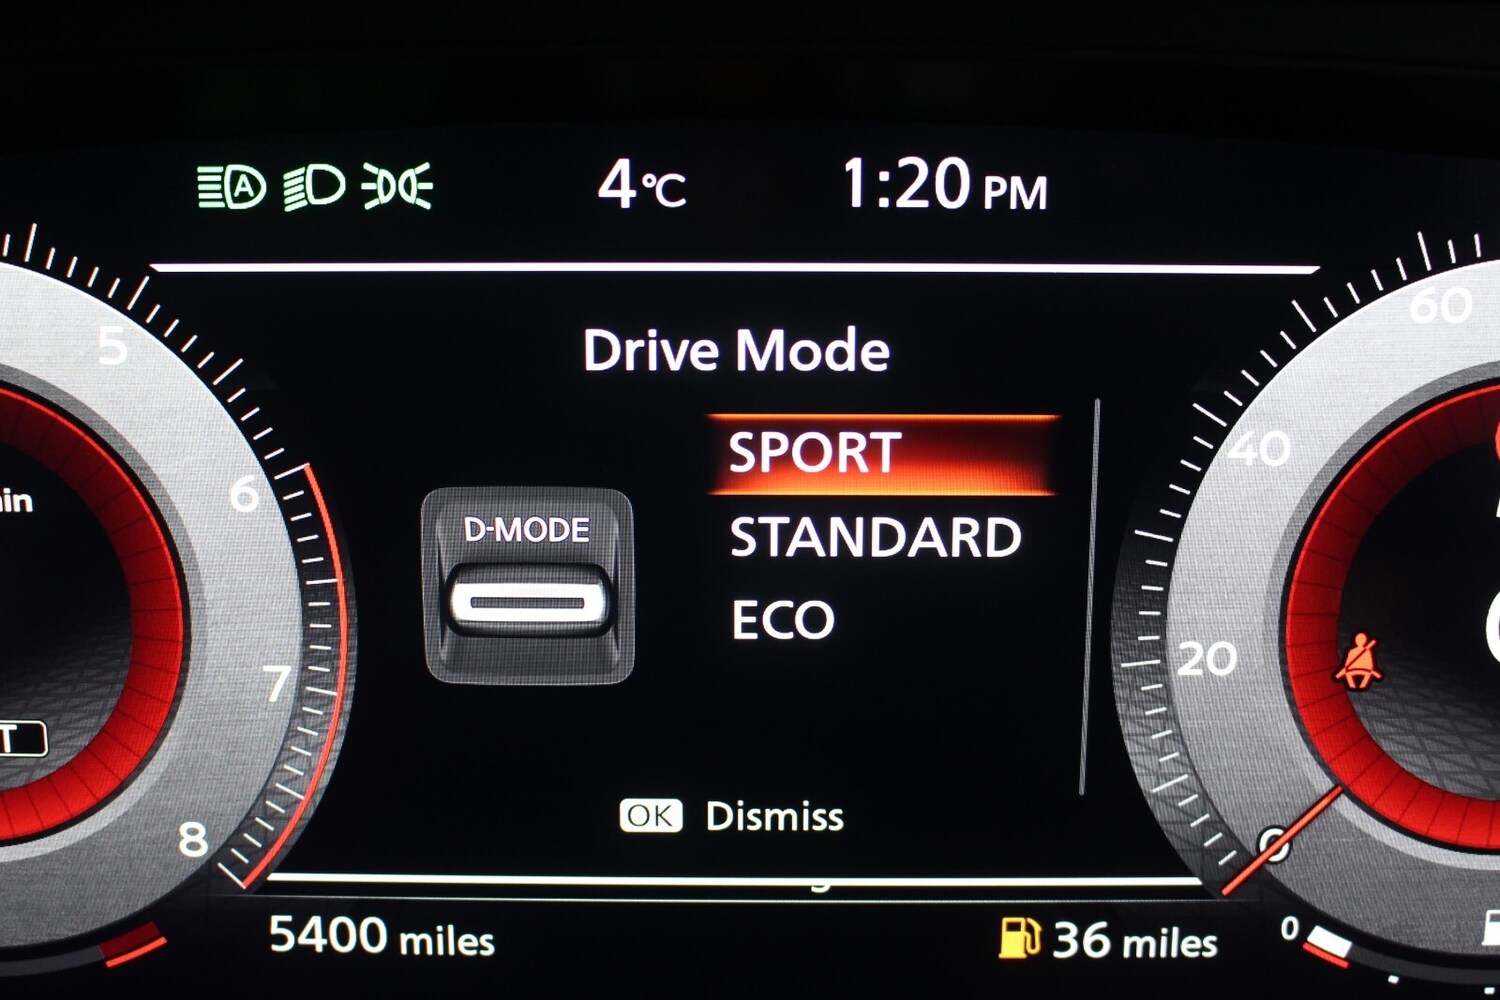 A
4°C
1:20 PM
Drive Mode
SPORT
STANDARD
ECO
D-MODE
OK Dismiss
5
6
7
8
60
40
20
0
5400 miles
36 miles
0